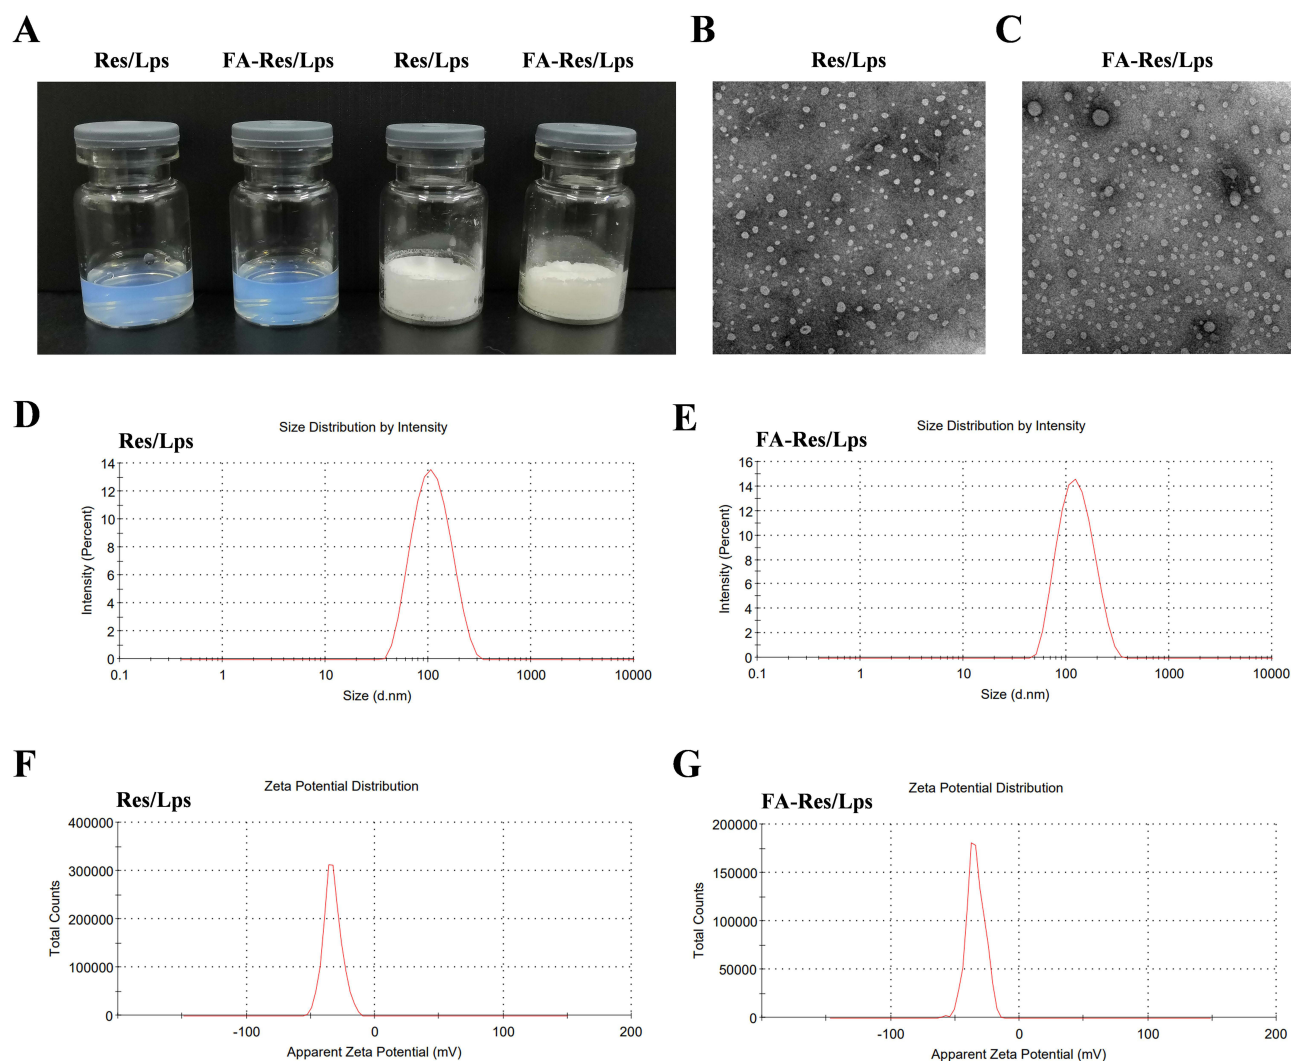 A
Res/Lps
FA-Res/Lps
Res/Lps
FA-Res/Lps
B
Res/Lps
C
FA-Res/Lps
D
Res/Lps
Size Distribution by Intensity
Intensity (Percent)
14
12
10
8
6
4
2
0
0.1
1
10
100
1000
10000
Size (d.nm)
E
FA-Res/Lps
Size Distribution by Intensity
Intensity (Percent)
16
14
12
10
8
6
4
2
0
0.1
1
10
100
1000
10000
Size (d.nm)
F
Res/Lps
Zeta Potential Distribution
Total Counts
400000
300000
200000
100000
0
-100
0
100
200
Apparent Zeta Potential (mV)
G
FA-Res/Lps
Zeta Potential Distribution
Total Counts
200000
150000
100000
50000
0
-100
0
100
200
Apparent Zeta Potential (mV)